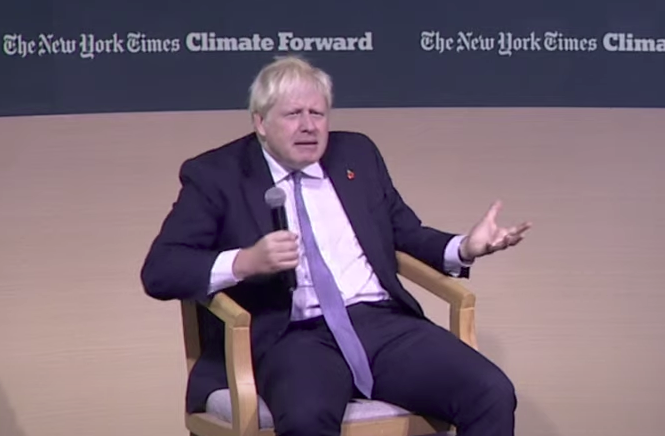 The New York Times Climate Forward
The New York Times Clima